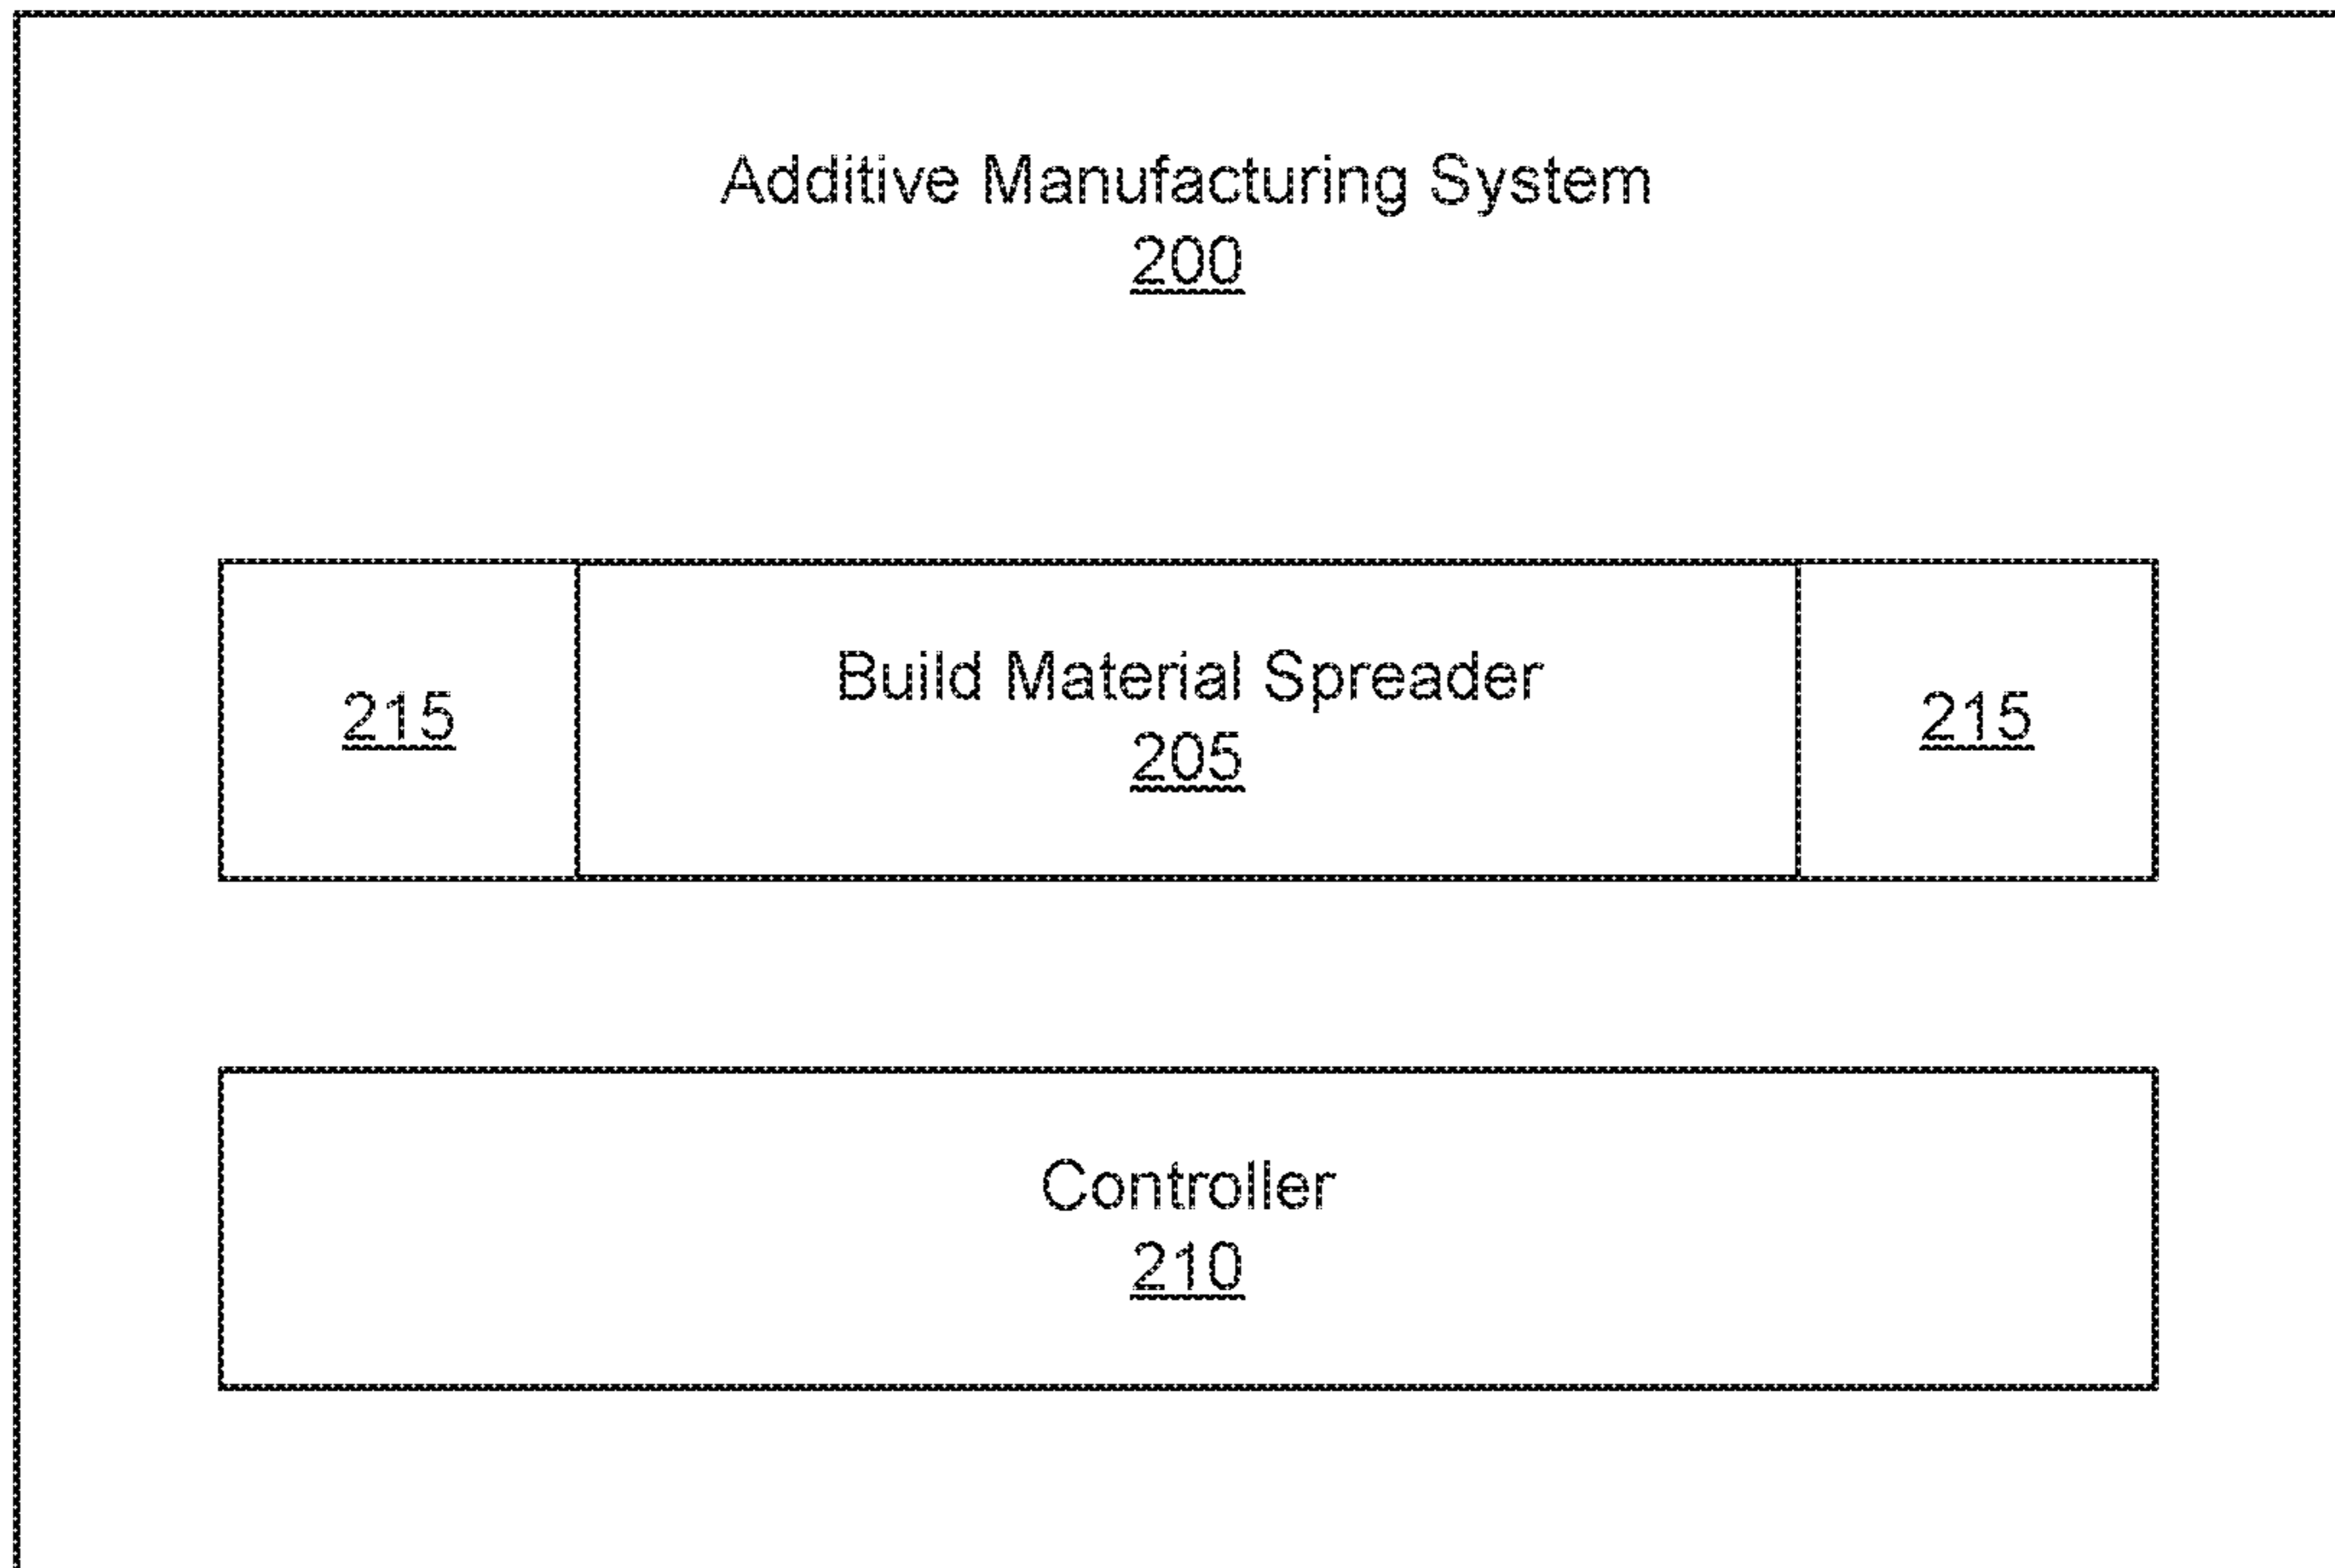 Additive Manufacturing System
200
Build Material Spreader
215
205
215
Controller
210